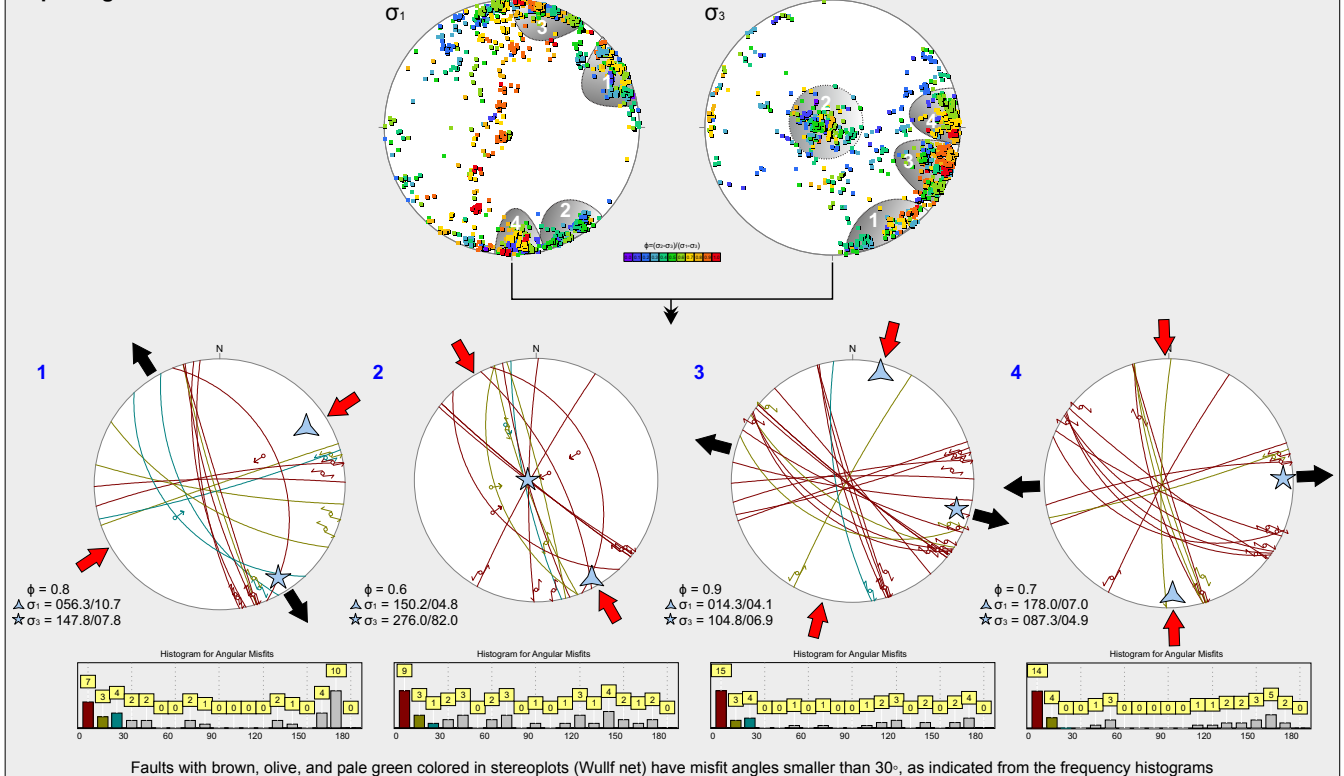 σ1
σ3
3
1
4
2
2
4
3
1
ϕ=(σ2-σ3)/(σ1-σ3)
1
N
2
N
3
N
4
N
ϕ = 0.8
σ1 = 056.3/10.7
σ3 = 147.8/07.8
ϕ = 0.6
σ1 = 150.2/04.8
σ3 = 276.0/82.0
ϕ = 0.9
σ1 = 014.3/04.1
σ3 = 104.8/06.9
ϕ = 0.7
σ1 = 178.0/07.0
σ3 = 087.3/04.9
Histogram for Angular Misfits
7 3 4 2 2 0 0 2 1 0 0 0 0 2 1 0 4 10 0
0 30 60 90 120 150 180
Histogram for Angular Misfits
9 3 1 2 3 0 2 3 0 1 0 1 3 1 4 2 1 2 0
0 30 60 90 120 150 180
Histogram for Angular Misfits
15 3 4 0 0 1 0 1 0 0 1 2 3 0 2 1 2 4 0
0 30 60 90 120 150 180
Histogram for Angular Misfits
14 4 0 0 1 3 0 0 0 0 0 1 1 2 2 3 5 2 0
0 30 60 90 120 150 180
Faults with brown, olive, and pale green colored in stereoplots (Wullf net) have misfit angles smaller than 30◦, as indicated from the frequency histograms